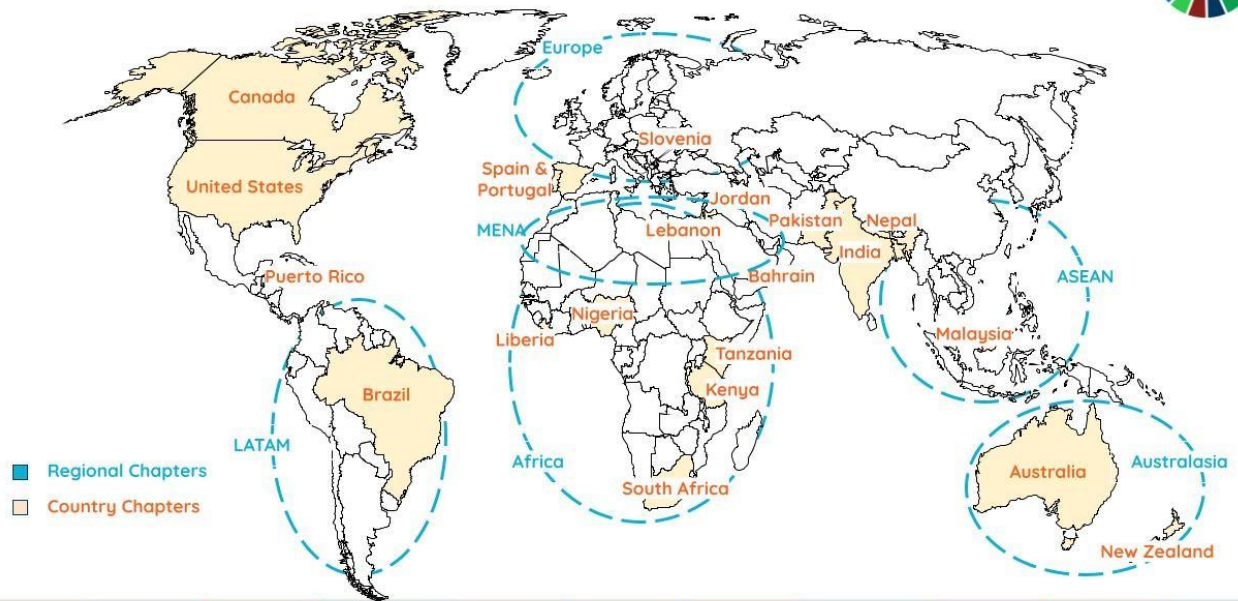 Europe
Canada
Slovenia
Spain &
Portugal
United States
Jordan
Pakistan
Nepal
MENA
Lebanon
India
Puerto Rico
Bahrain
ASEAN
Nigeria
Liberia
Malaysia
Tanzania
Kenya
Brazil
LATAM
Africa
Australia
Australasia
Regional Chapters
South Africa
Country Chapters
New Zealand